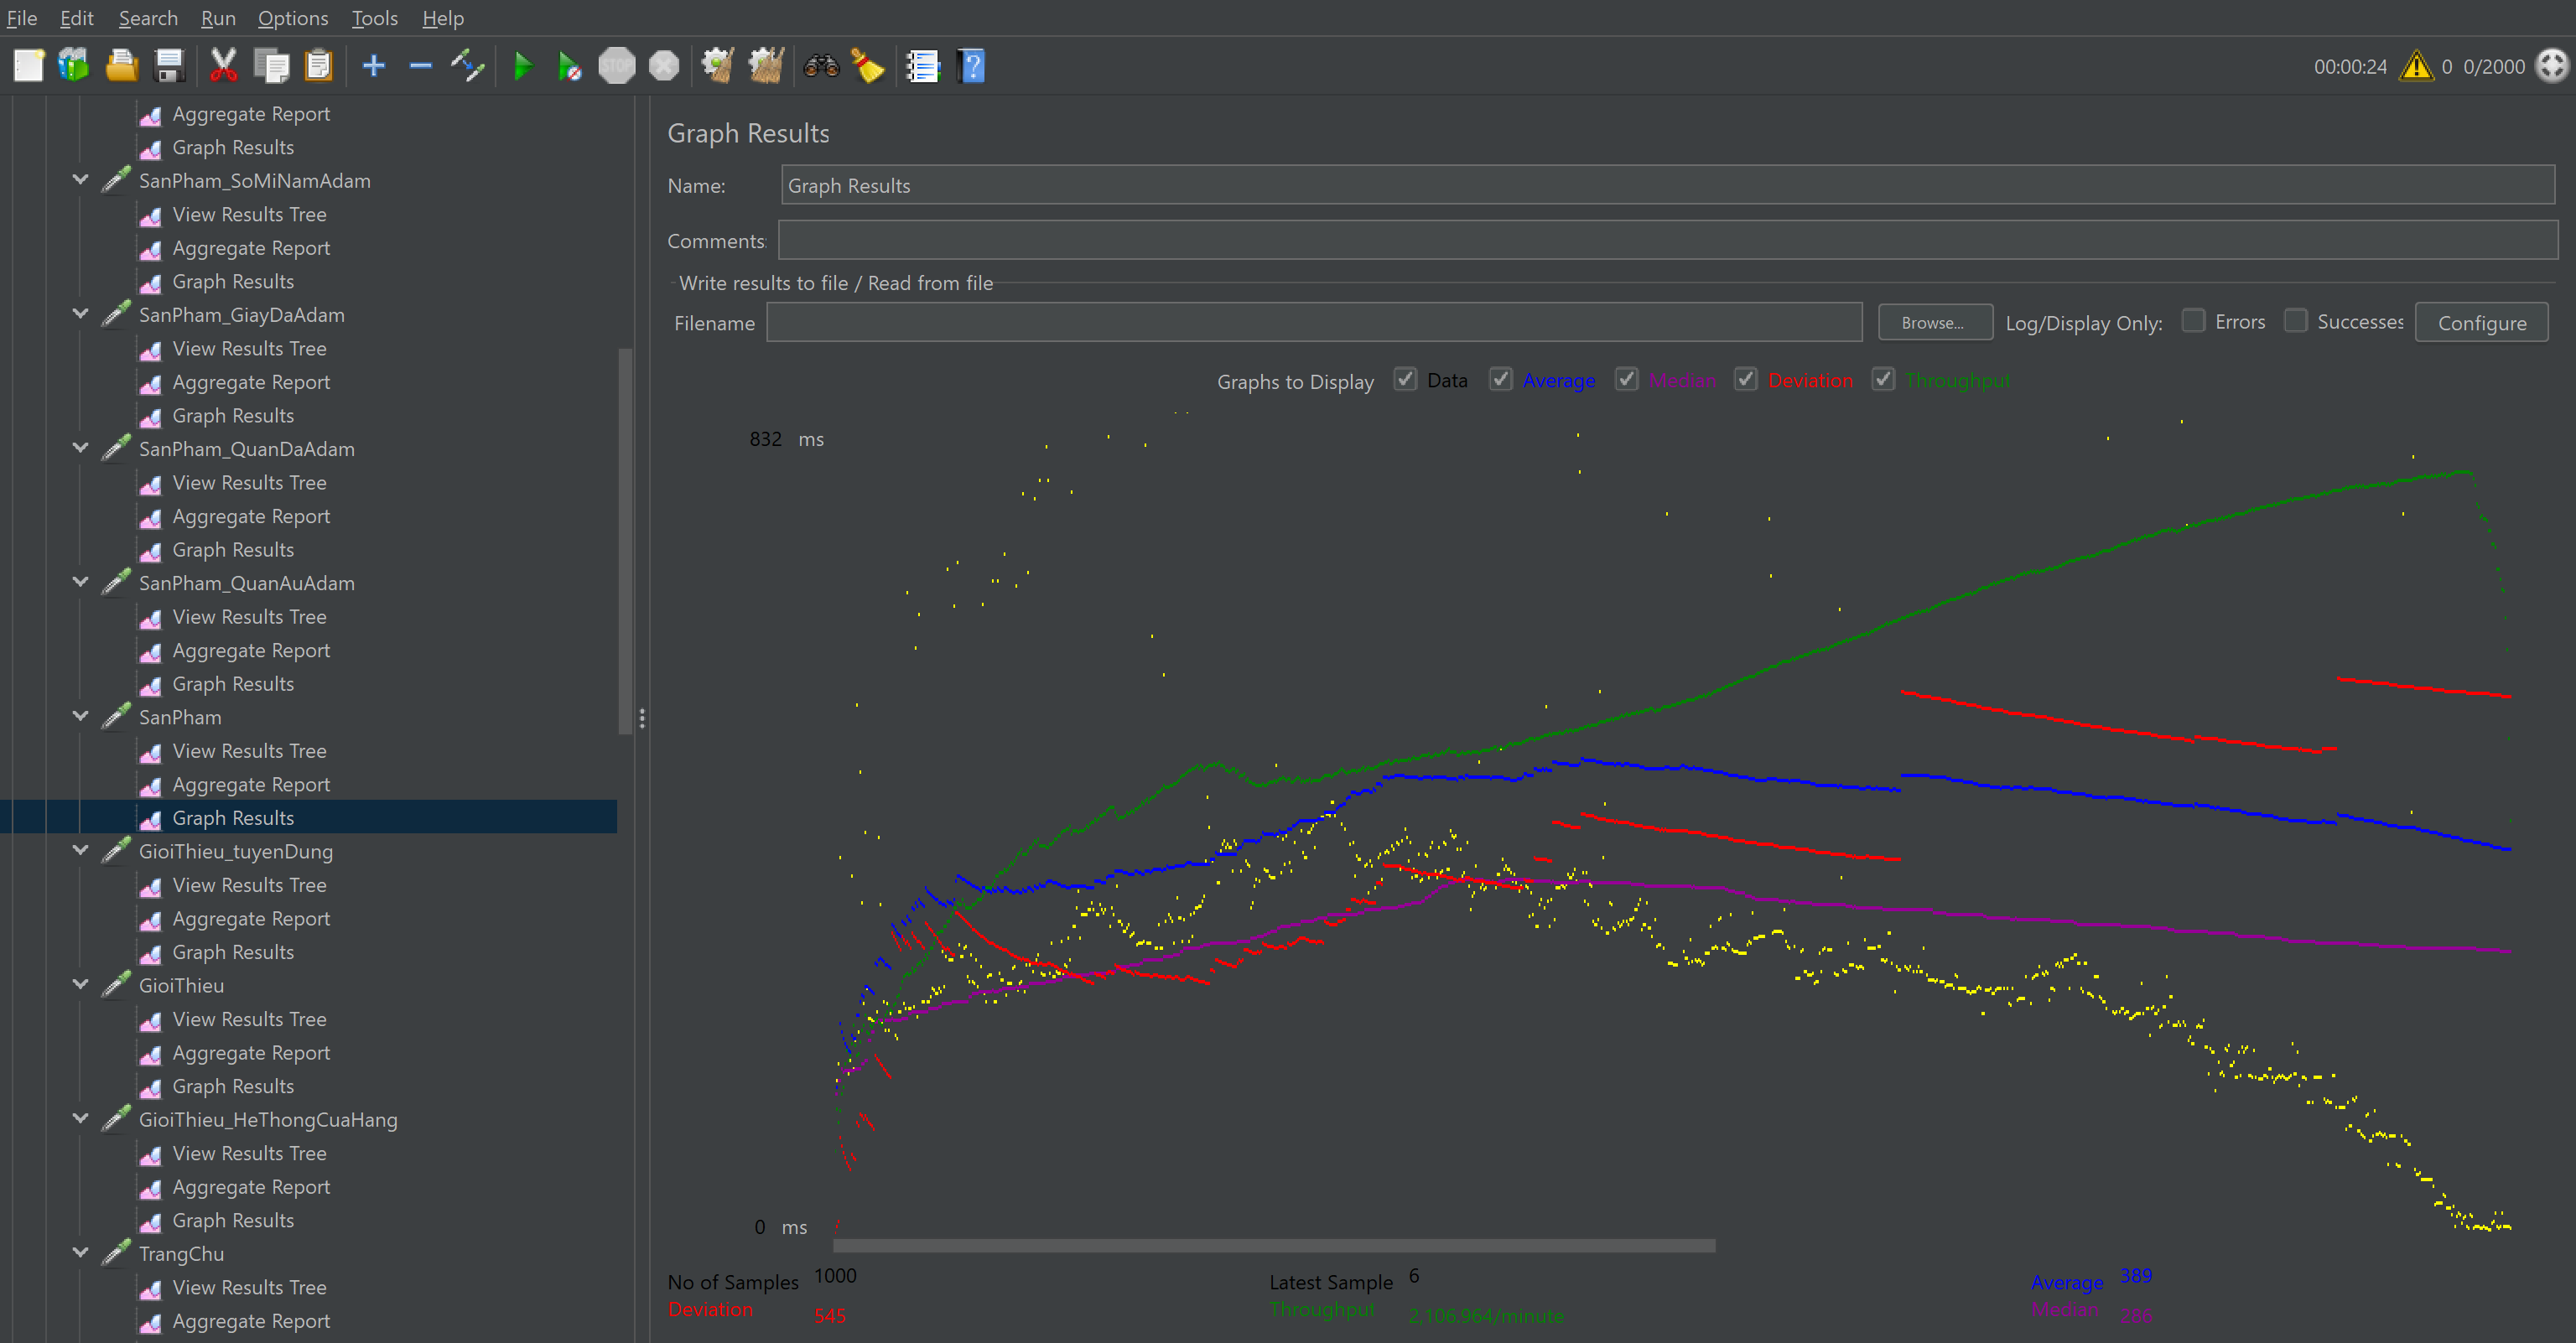 File Edit Search Run Options Tools Help
STOP
00:00:24 0 0/2000
Aggregate Report
Graph Results
SanPham_SoMiNamAdam
View Results Tree
Aggregate Report
Graph Results
SanPham_GiayDaAdam
View Results Tree
Aggregate Report
Graph Results
SanPham_QuanDaAdam
View Results Tree
Aggregate Report
Graph Results
SanPham_QuanAuAdam
View Results Tree
Aggregate Report
Graph Results
SanPham
View Results Tree
Aggregate Report
Graph Results
GioiThieu_tuyenDung
View Results Tree
Aggregate Report
Graph Results
GioiThieu
View Results Tree
Aggregate Report
Graph Results
GioiThieu_HeThongCuaHang
View Results Tree
Aggregate Report
Graph Results
TrangChu
View Results Tree
Aggregate Report
Graph Results
Name: Graph Results
Comments:
Write results to file / Read from file
Filename Browse... Log/Display Only: Errors Successes Configure
Graphs to Display Data Average Median Deviation Throughput
832 ms
0 ms
No of Samples 1000 Latest Sample 6 Average 389
Deviation 545 Throughput 2,106.964/minute Median 286